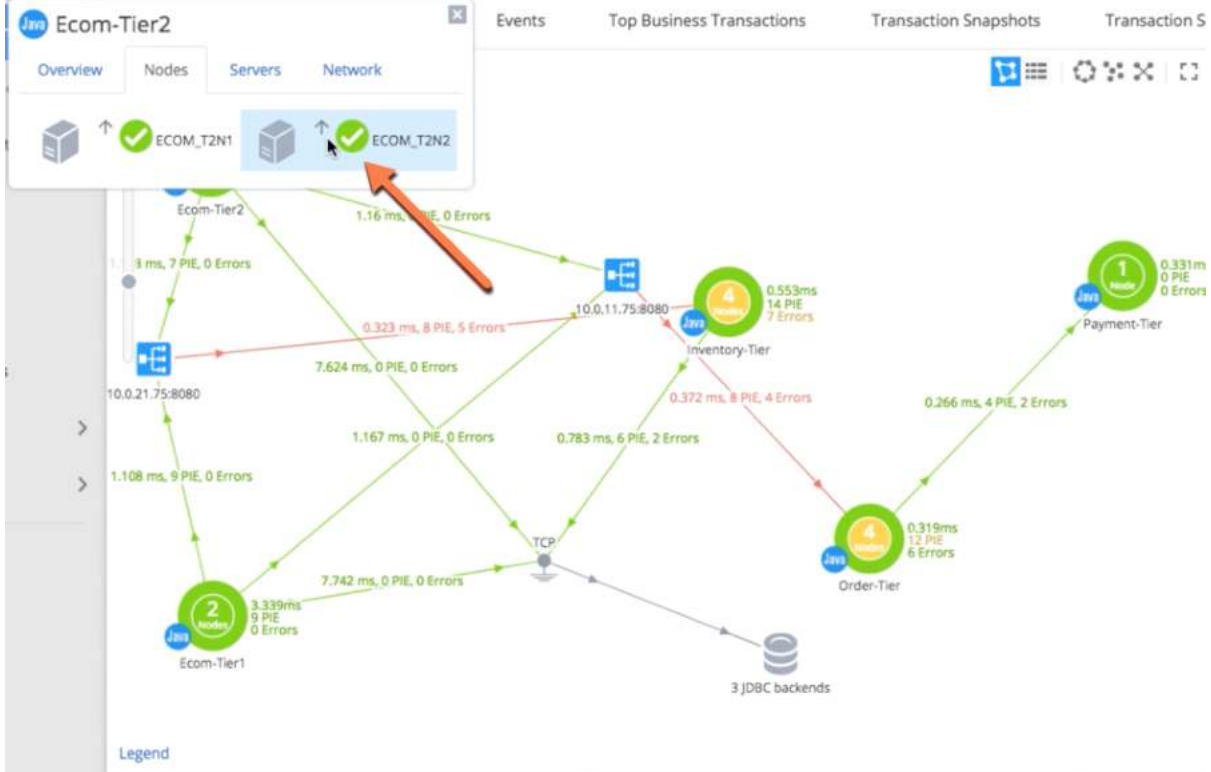 Java Ecom-Tier2
Events Top Business Transactions Transaction Snapshots Transaction S
Overview Nodes Servers Network
ECOM_T2N1 ECOM_T2N2
Ecom-Tier2
1.16 ms, PIE, 0 Errors
ms, 7 PIE, 0 Errors
10.0.11.75:8080
4
Nodes
Java
0.553ms
14 PIE
7 Errors
Inventory-Tier
1
Node
Java
0.331m
0 PIE
0 Errors
Payment-Tier
0.323 ms, 8 PIE, 5 Errors
7.624 ms, 0 PIE, 0 Errors
10.0.21.75:8080
0.372 ms, 8 PIE, 4 Errors
0.266 ms, 4 PIE, 2 Errors
1.167 ms, 0 PIE, 0 Errors
0.783 ms, 6 PIE, 2 Errors
1.108 ms, 9 PIE, 0 Errors
TCP
4
Nodes
Java
0.319ms
12 PIE
6 Errors
Order-Tier
7.742 ms, 0 PIE, 0 Errors
2
Nodes
Java
3.339ms
9 PIE
0 Errors
Ecom-Tier1
3 JDBC backends
Legend